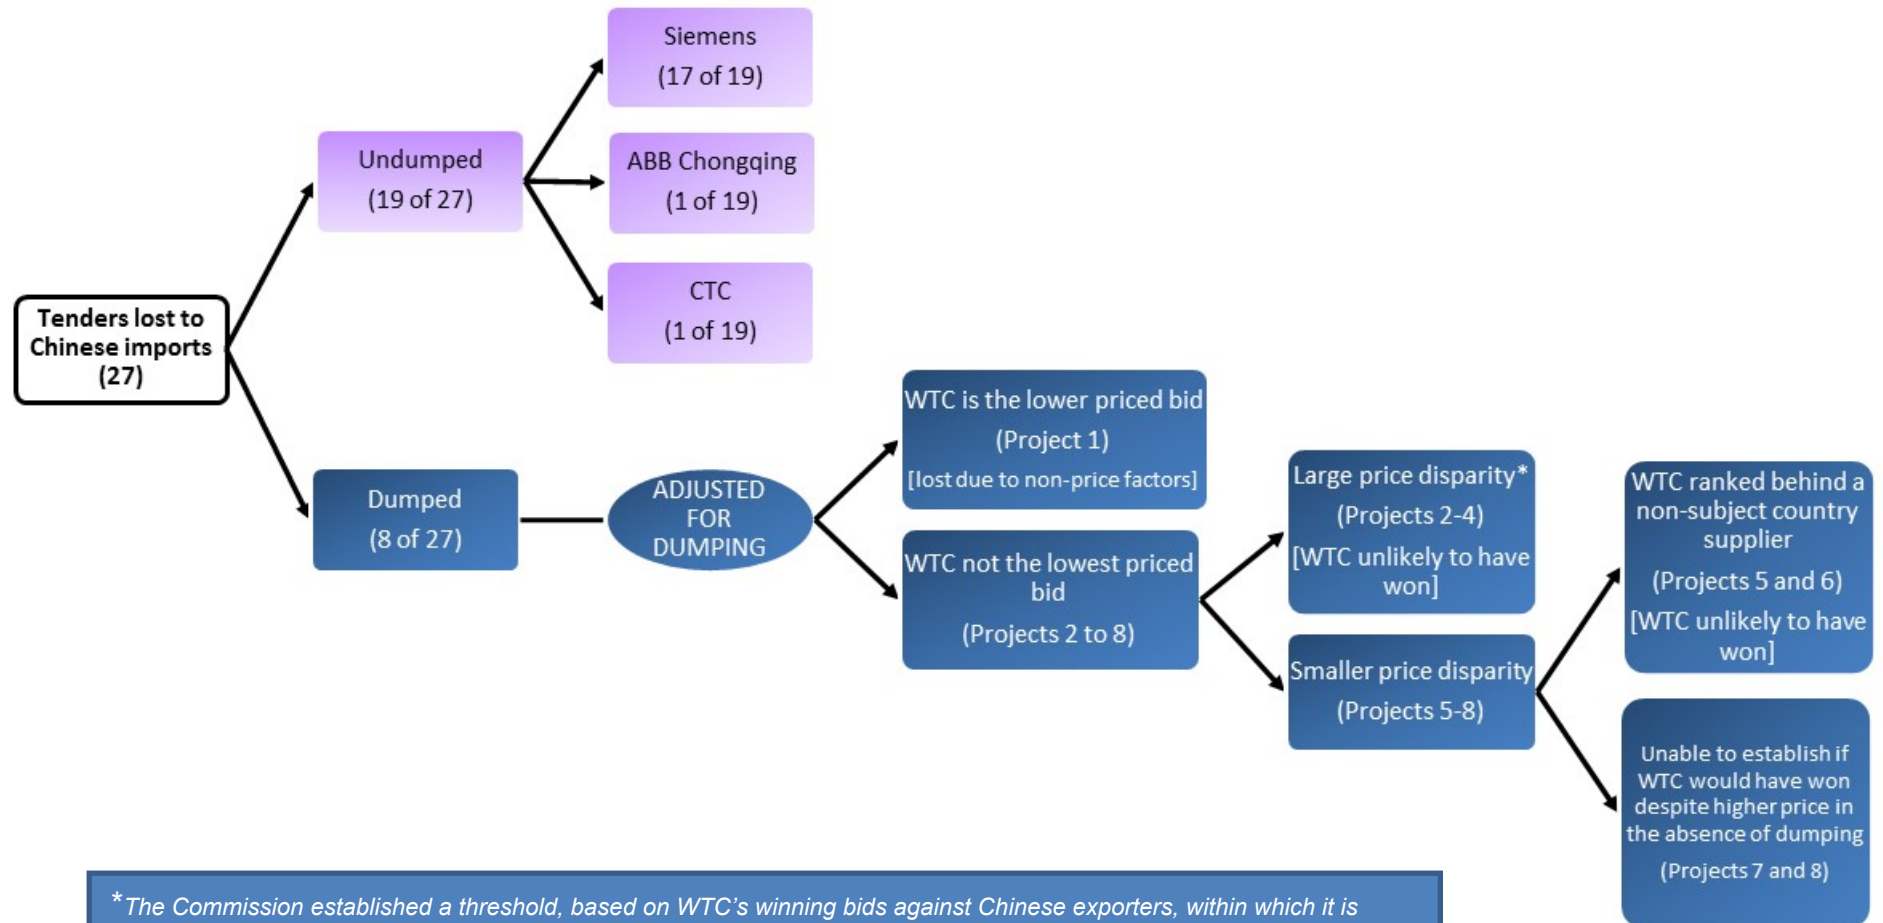 Siemens
(17 of 19)
Undumped
(19 of 27)
ABB Chongqing
(1 of 19)
CTC
(1 of 19)
Tenders lost to
Chinese imports
(27)
Dumped
(8 of 27)
ADJUSTED
FOR
DUMPING
WTC is the lower priced bid
(Project 1)
[lost due to non-price factors]
WTC not the lowest priced
bid
(Projects 2 to 8)
Large price disparity*
(Projects 2-4)
[WTC unlikely to have
won]
Smaller price disparity
(Projects 5-8)
WTC ranked behind a
non-subject country
supplier
(Projects 5 and 6)
[WTC unlikely to have
won]
Unable to establish if
WTC would have won
despite higher price in
the absence of dumping
(Projects 7 and 8)
*The Commission established a threshold, based on WTC's winning bids against Chinese exporters, within which it is